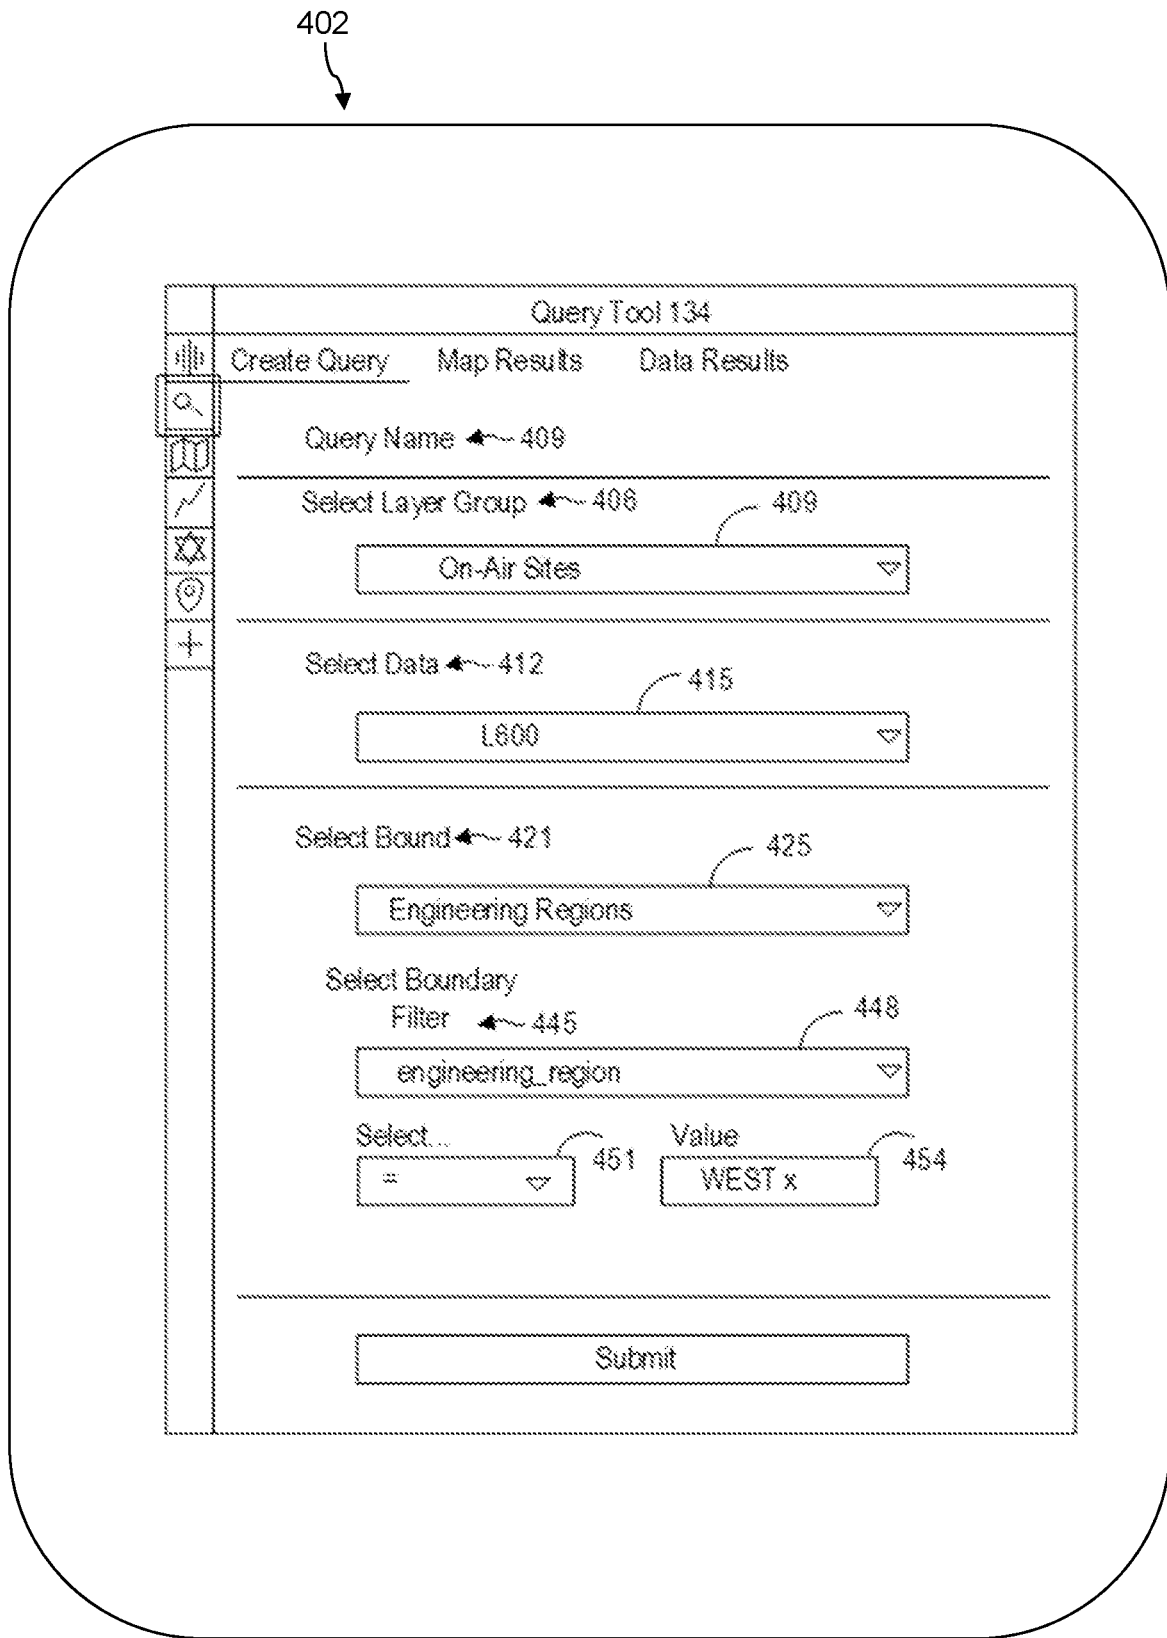 402
Query Tool 134
Create Query Map Results Data Results
Query Name 409
Select Layer Group 406
409
On-Air Sites
Select Data 412
415
L600
Select Bound 421
425
Engineering Regions
Select Boundary
Filter 445
448
engineering_region
Select... 451 Value 454
= WEST x
Submit